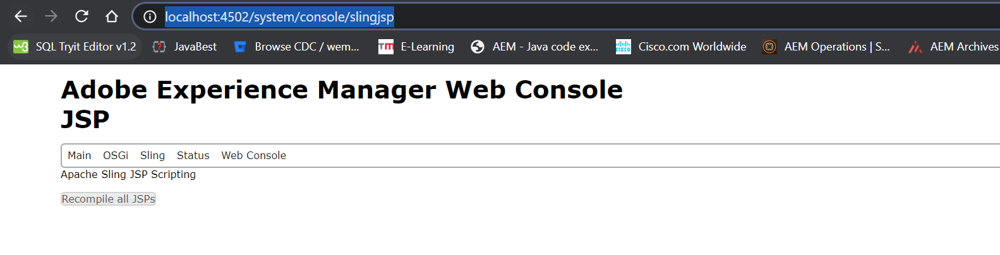 localhost:4502/system/console/slingjsp
SQL Tryit Editor v1.2 JavaBest Browse CDC / wem... E-Learning AEM - Java code ex... Cisco.com Worldwide AEM Operations | S... AEM Archives
Adobe Experience Manager Web Console
JSP
Main OSGi Sling Status Web Console
Apache Sling JSP Scripting
Recompile all JSPs